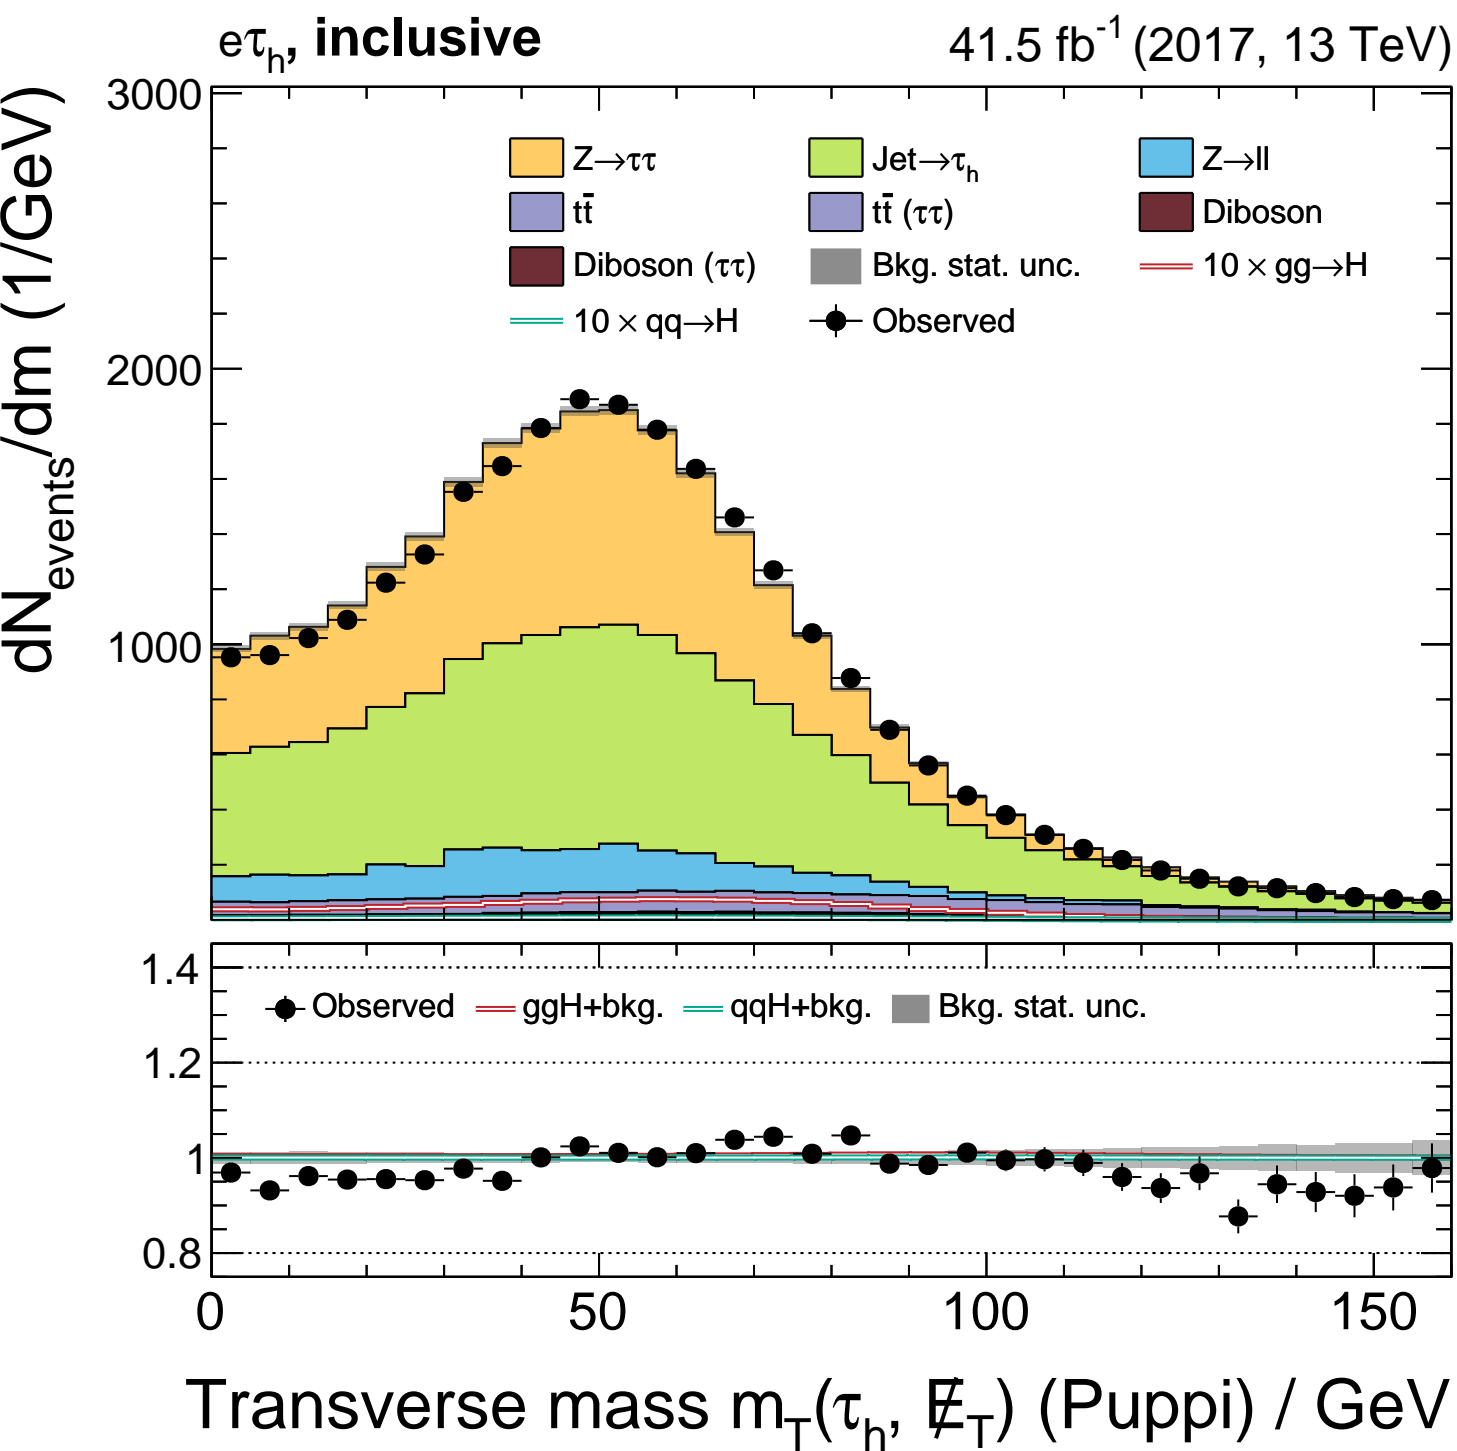 eτh, inclusive 41.5 fb-1 (2017, 13 TeV)
dNevents/dm (1/GeV)
3000
2000
1000
Z→ττ Jet→τh Z→ll
tt̄ tt̄ (ττ) Diboson
Diboson (ττ) Bkg. stat. unc. 10 × gg→H
10 × qq→H Observed
1.4
1.2
1
0.8
Observed ggH+bkg. qqH+bkg. Bkg. stat. unc.
0 50 100 150
Transverse mass mT(τh, E̸T) (Puppi) / GeV